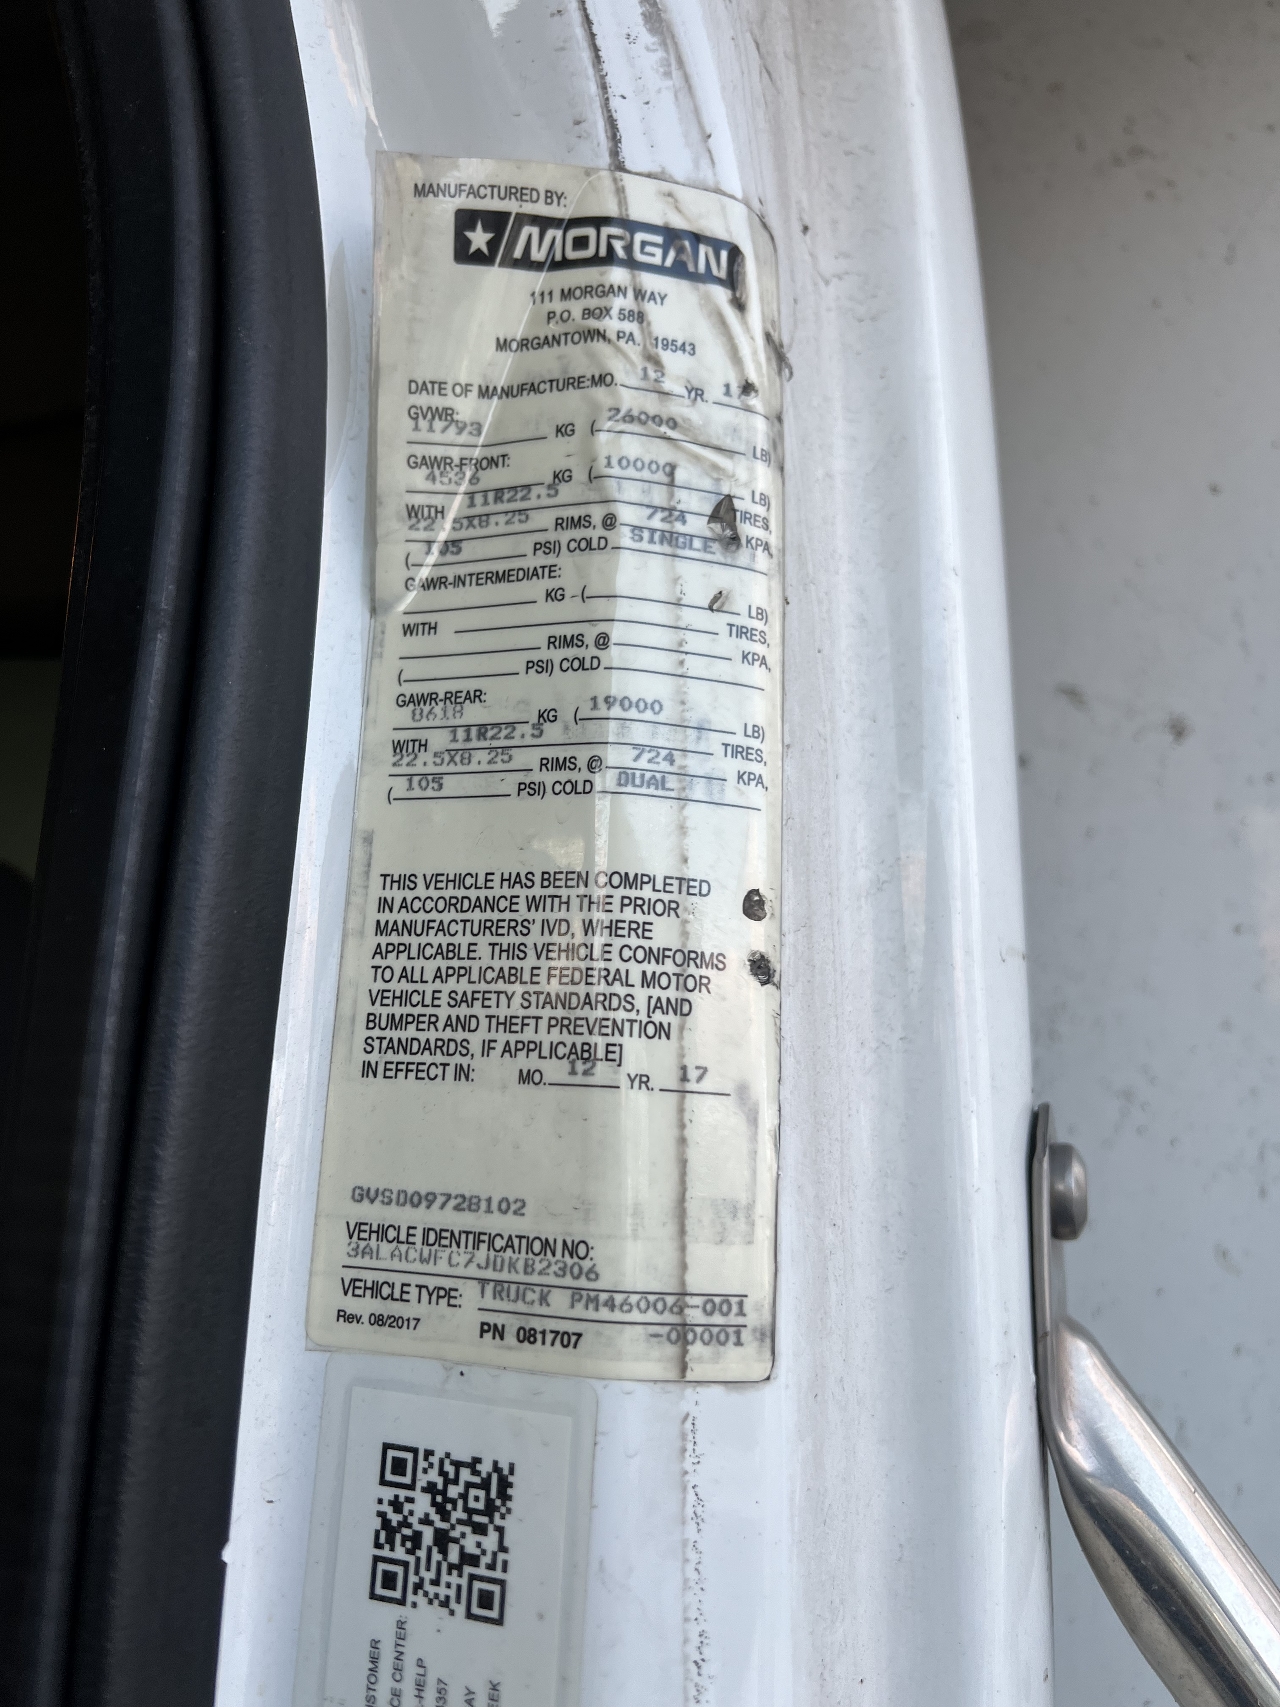 MANUFACTURED BY:
MORGAN
111 MORGAN WAY
P.O. BOX 588
MORGANTOWN, PA. 19543
DATE OF MANUFACTURE: MO. 12 YR. 17
GVWR:
11793 KG (26000 LB)
GAWR-FRONT:
4536 KG (10000 LB)
WITH 11R22.5 TIRES,
22.5X8.25 RIMS, @ 724 KPA,
(105 PSI) COLD SINGLE
GAWR-INTERMEDIATE:
KG (LB)
WITH TIRES,
RIMS, @ KPA,
(PSI) COLD
GAWR-REAR:
8618 KG (19000 LB)
WITH 11R22.5 TIRES,
22.5X8.25 RIMS, @ 724 KPA,
(105 PSI) COLD DUAL
THIS VEHICLE HAS BEEN COMPLETED
IN ACCORDANCE WITH THE PRIOR
MANUFACTURERS' IVD, WHERE
APPLICABLE. THIS VEHICLE CONFORMS
TO ALL APPLICABLE FEDERAL MOTOR
VEHICLE SAFETY STANDARDS, [AND
BUMPER AND THEFT PREVENTION
STANDARDS, IF APPLICABLE]
IN EFFECT IN: MO. 12 YR. 17
GVSD09728102
VEHICLE IDENTIFICATION NO:
3ALACWFC7JDKB2306
VEHICLE TYPE: TRUCK PM46006-001
Rev. 08/2017 PN 081707 -00001
CENTER:
-HELP